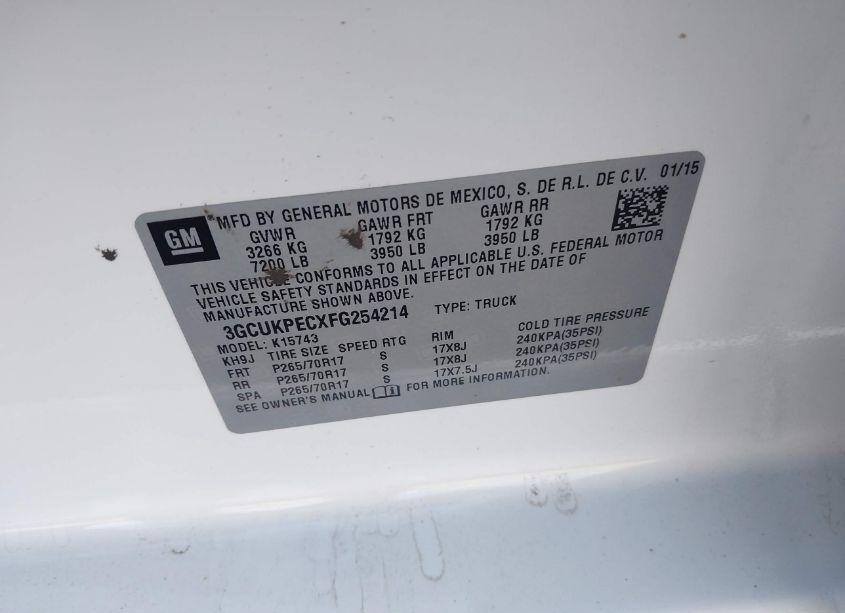 GM
MFD BY GENERAL MOTORS DE MEXICO, S. DE R.L. DE C.V. 01/15
GVWR GAWR FRT GAWR RR
3266 KG 1792 KG 1792 KG
7200 LB 3950 LB 3950 LB
THIS VEHICLE CONFORMS TO ALL APPLICABLE U.S. FEDERAL MOTOR
VEHICLE SAFETY STANDARDS IN EFFECT ON THE DATE OF
MANUFACTURE SHOWN ABOVE.
3GCUKPECXFG254214 TYPE: TRUCK
MODEL: K15743
KH9J TIRE SIZE SPEED RTG RIM COLD TIRE PRESSURE
FRT P265/70R17 S 17X8J 240KPA(35PSI)
RR P265/70R17 S 17X8J 240KPA(35PSI)
SPA P265/70R17 S 17X7.5J 240KPA(35PSI)
SEE OWNER'S MANUAL FOR MORE INFORMATION.